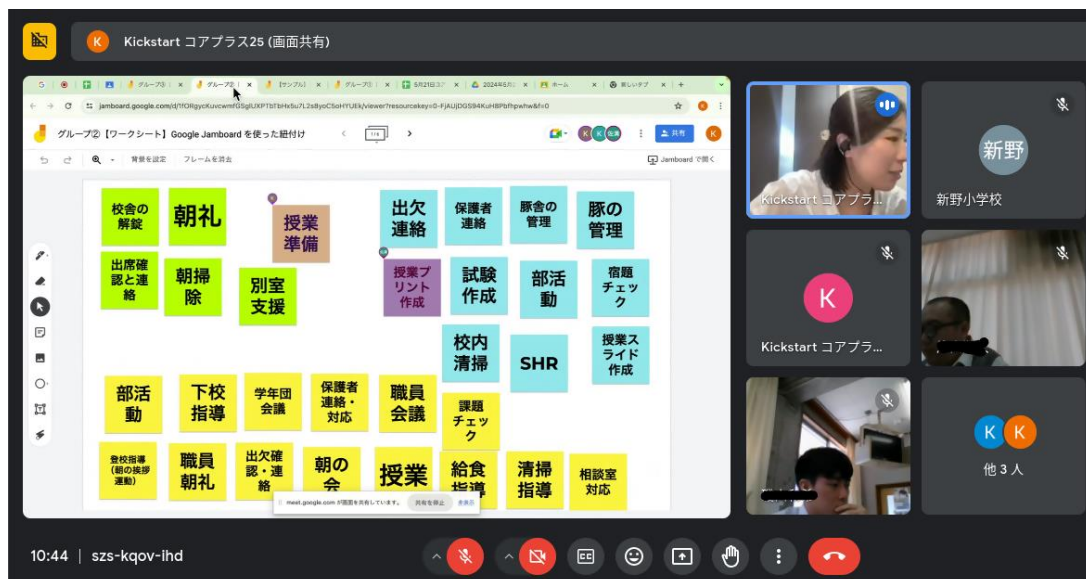 K Kickstart コアプラス25 (画面共有)
グループ②【ワークシート】Google Jamboard を使った紐付け
共有
K
背景を設定
フレームを消去
Jamboard で開く
校舎の
解錠
朝礼
授業
準備
出欠
連絡
保護者
連絡
豚舎の
管理
豚の
管理
出席確
認と連
絡
朝掃
除
別室
支援
授業プ
リント
作成
試験
作成
部活
動
宿題
チェッ
ク
校内
清掃
SHR
授業ス
ライド
作成
部活
動
下校
指導
学年団
会議
保護者
連絡・
対応
職員
会議
課題
チェッ
ク
登校指導
(朝の挨拶
運動)
職員
朝礼
出欠確
認・連
絡
朝の
会
授業
給食
指導
清掃
指導
相談室
対応
meet.google.com が画面を共有しています。
共有を停止
非表示
Kickstart コアプラ...
新野
新野小学校
K
Kickstart コアプラ...
K K
他 3 人
10:44 | szs-kqov-ihd